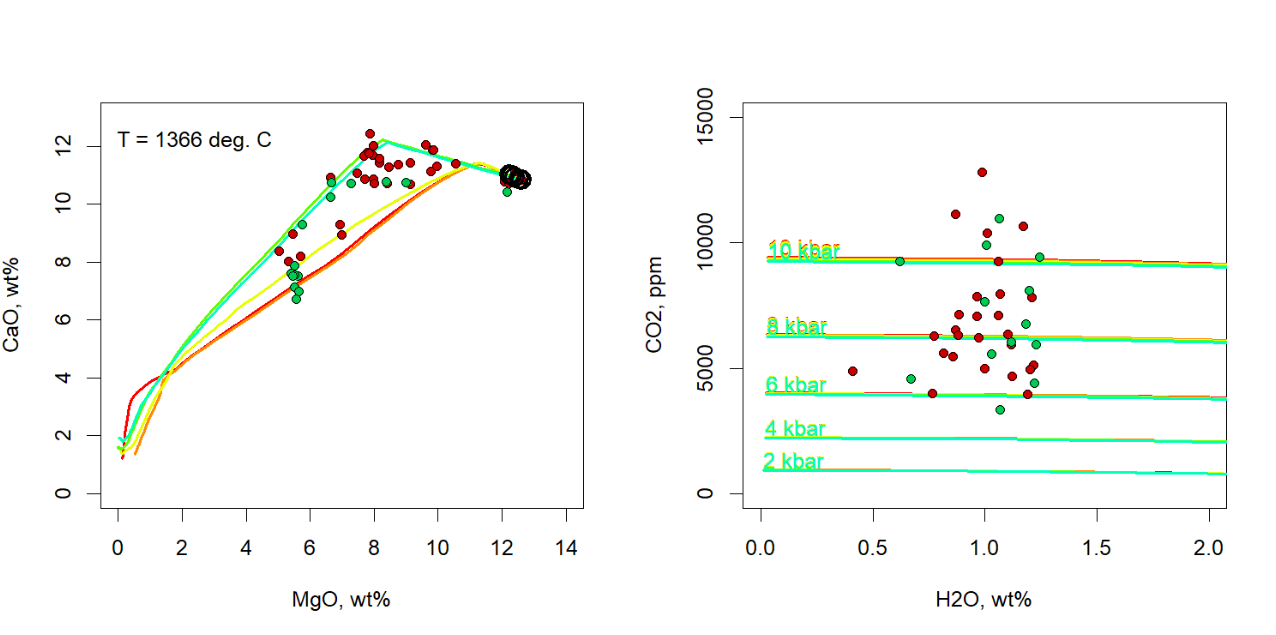 T = 1366 deg. C
CaO, wt%
0
2
4
6
8
10
12
0 2 4 6 8 10 12 14
MgO, wt%
CO2, ppm
0
5000
10000
15000
10 kbar
8 kbar
6 kbar
4 kbar
2 kbar
0.0 0.5 1.0 1.5 2.0
H2O, wt%